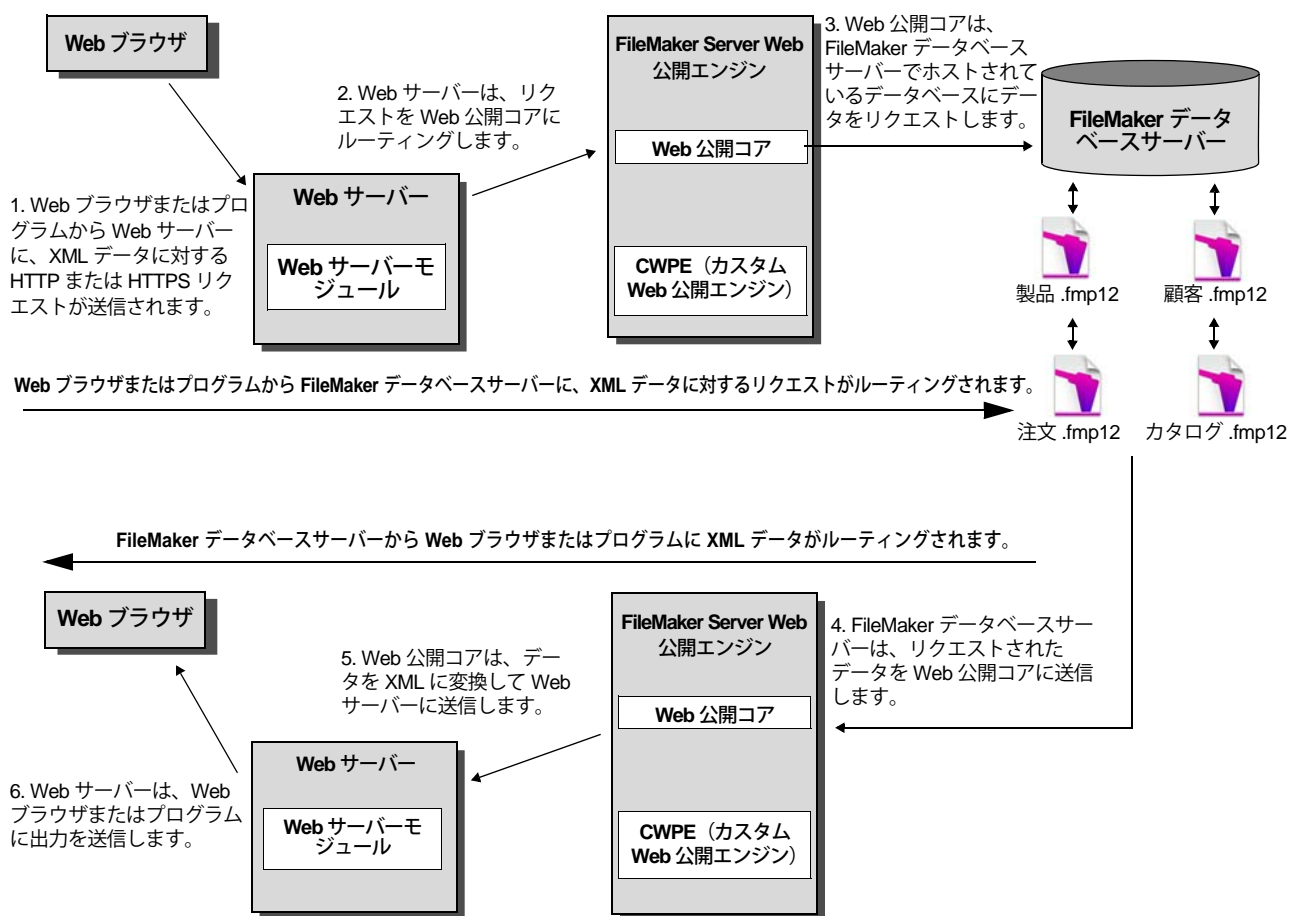 Web ブラウザ
FileMaker Server Web
公開エンジン
3. Web 公開コアは、
FileMaker データベース
サーバーでホストされて
いるデータベースにデー
タをリクエストします。
2. Web サーバーは、リク
エストを Web 公開コアに
ルーティングします。
FileMaker データ
ベースサーバー
Web 公開コア
Web サーバー
1. Web ブラウザまたはプロ
グラムから Web サーバー
に、XML データに対する
HTTP または HTTPS リク
エストが送信されます。
Web サーバーモ
ジュール
CWPE（カスタム
Web 公開エンジン）
製品 .fmp12
顧客 .fmp12
Web ブラウザまたはプログラムから FileMaker データベースサーバーに、XML データに対するリクエストがルーティングされます。
注文 .fmp12
カタログ .fmp12
FileMaker データベースサーバーから Web ブラウザまたはプログラムに XML データがルーティングされます。
Web ブラウザ
FileMaker Server Web
公開エンジン
4. FileMaker データベースサー
バーは、リクエストされた
データを Web 公開コアに送信
します。
5. Web 公開コアは、デー
タを XML に変換して Web
サーバーに送信します。
Web 公開コア
Web サーバー
6. Web サーバーは、Web
ブラウザまたはプログラム
に出力を送信します。
Web サーバーモ
ジュール
CWPE（カスタム
Web 公開エンジン）